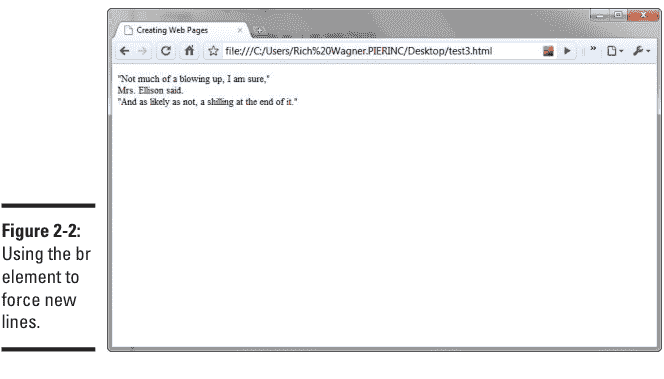 Creating Web Pages
file:///C:/Users/Rich%20Wagner.PIERINC/Desktop/test3.html
"Not much of a blowing up, I am sure,"
Mrs. Ellison said.
"And as likely as not, a shilling at the end of it."
Figure 2-2:
Using the br
element to
force new
lines.